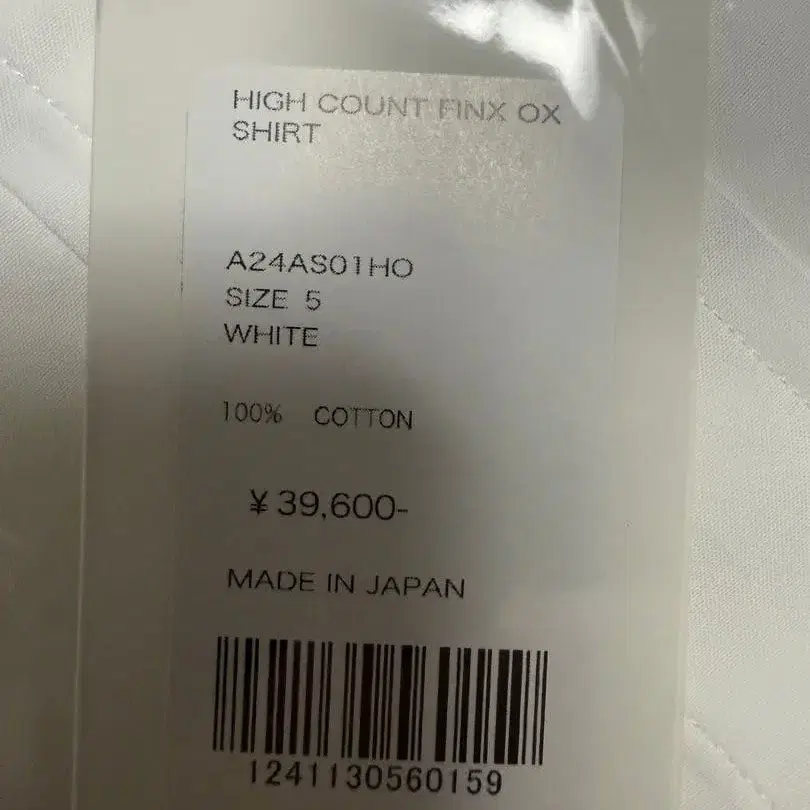 HIGH COUNT FINX OX
SHIRT
A24AS01HO
SIZE 5
WHITE
100% COTTON
¥39,600-
MADE IN JAPAN
1241130560159